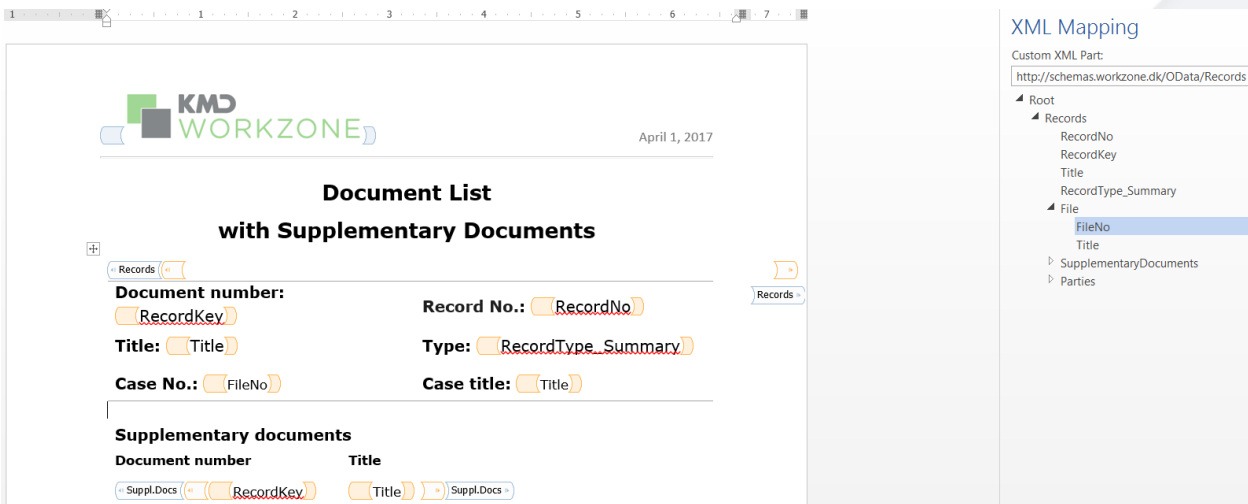 1 1 2 3 4 5 6 7
KMD
WORKZONE
April 1, 2017
Document List
with Supplementary Documents
Records
Records
Document number:
RecordKey
Record No.: RecordNo
Title: Title
Type: RecordType_Summary
Case No.: FileNo
Case title: Title
Supplementary documents
Document number Title
Suppl.Docs RecordKey Title Suppl.Docs
XML Mapping
Custom XML Part:
http://schemas.workzone.dk/OData/Records
Root
Records
RecordNo
RecordKey
Title
RecordType_Summary
File
FileNo
Title
SupplementaryDocuments
Parties